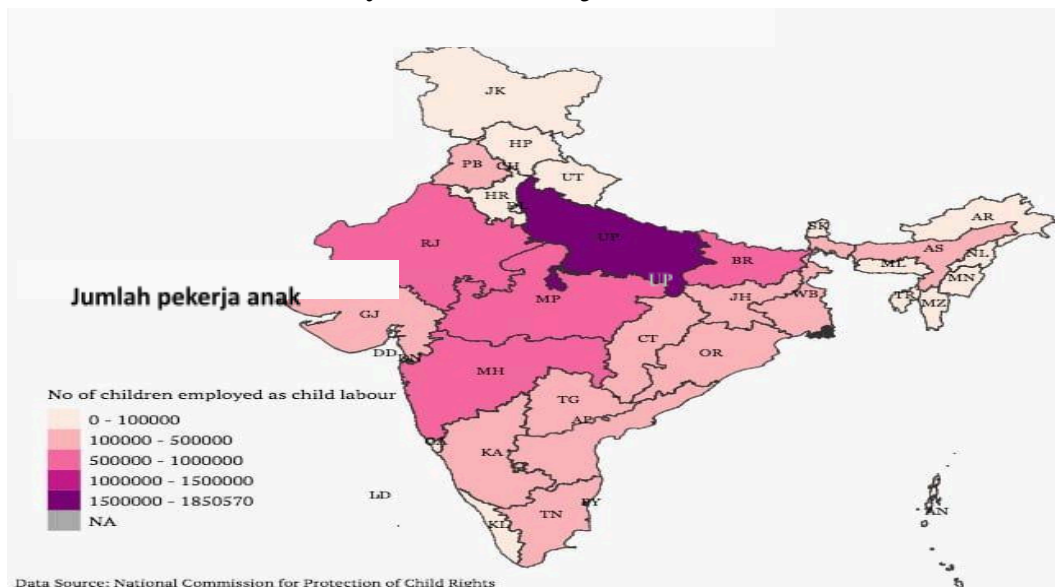 JK
HP
PB
CH
UT
HR
DL
AR
SK
RJ
UP
AS
BR
NL
ML
UP
MN
Jumlah pekerja anak
MP
JH
WB
TR
MZ
GJ
CT
DD
DN
OR
MH
No of children employed as child labour
TG
0 - 100000
AP
100000 - 500000
GA
KA
500000 - 1000000
1000000 - 1500000
LD
1500000 - 1850570
PY
AN
TN
NA
KL
Data Source: National Commission for Protection of Child Rights